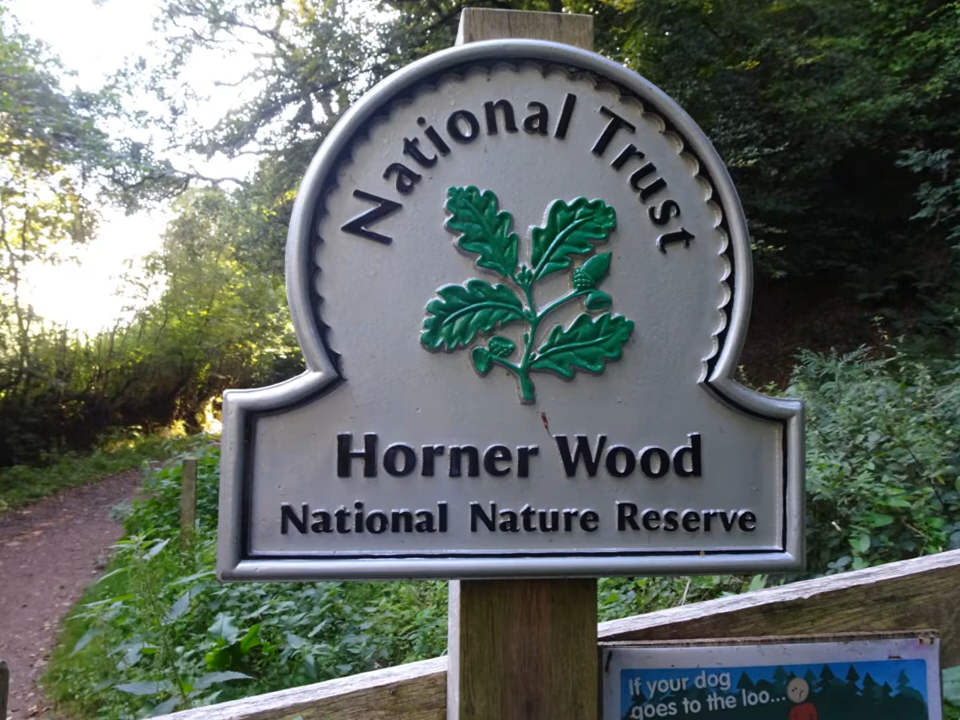 National Trust
Horner Wood
National Nature Reserve
If your dog
goes to the loo...